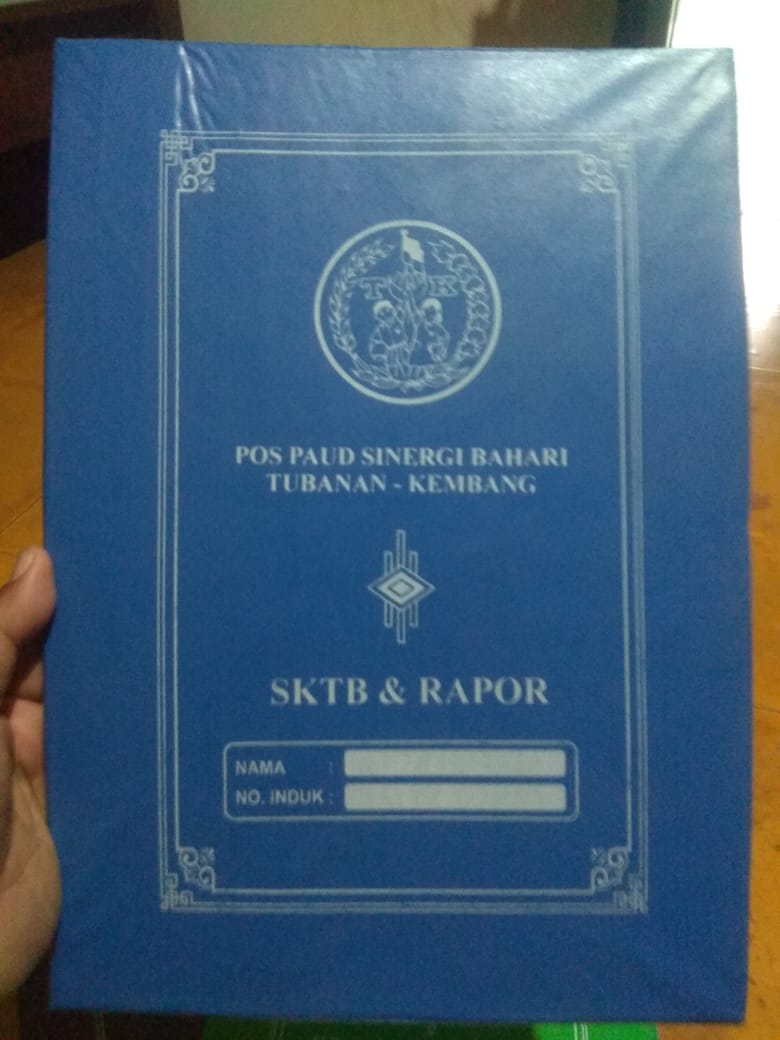 T K
POS PAUD SINERGI BAHARI
TUBANAN - KEMBANG
SKTB & RAPOR
NAMA :
NO. INDUK :